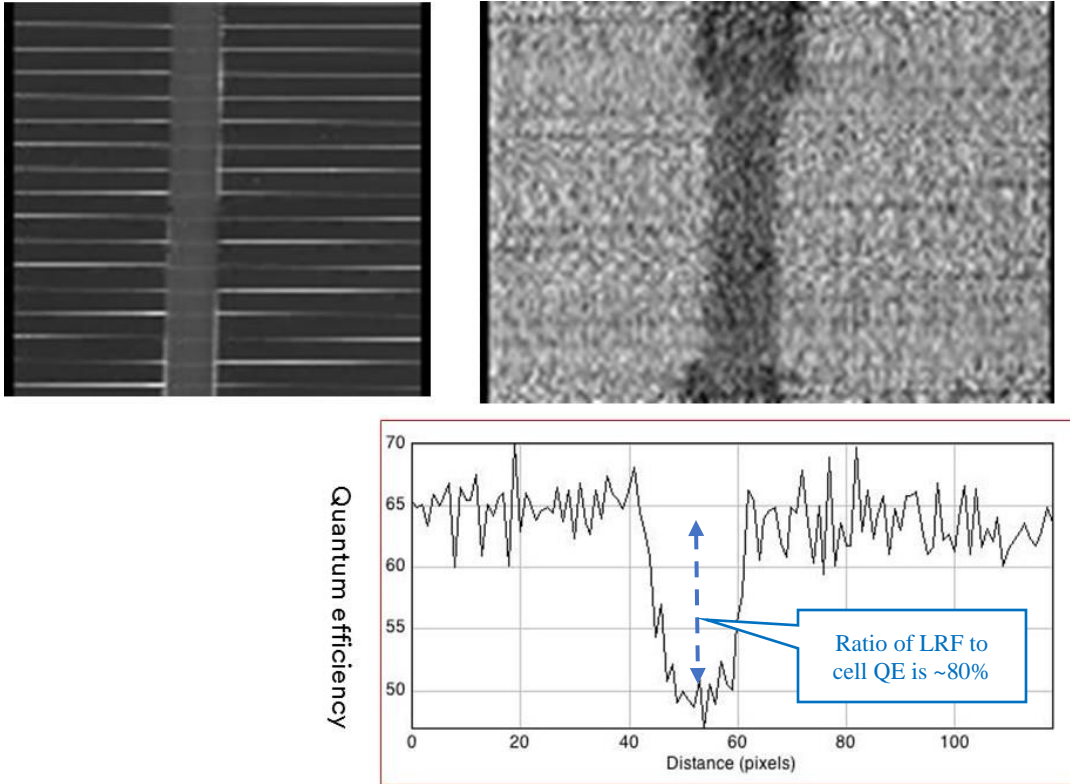 70
65
60
55
50
Quantum efficiency
Ratio of LRF to
cell QE is ~80%
0
20
40
60
80
100
Distance (pixels)